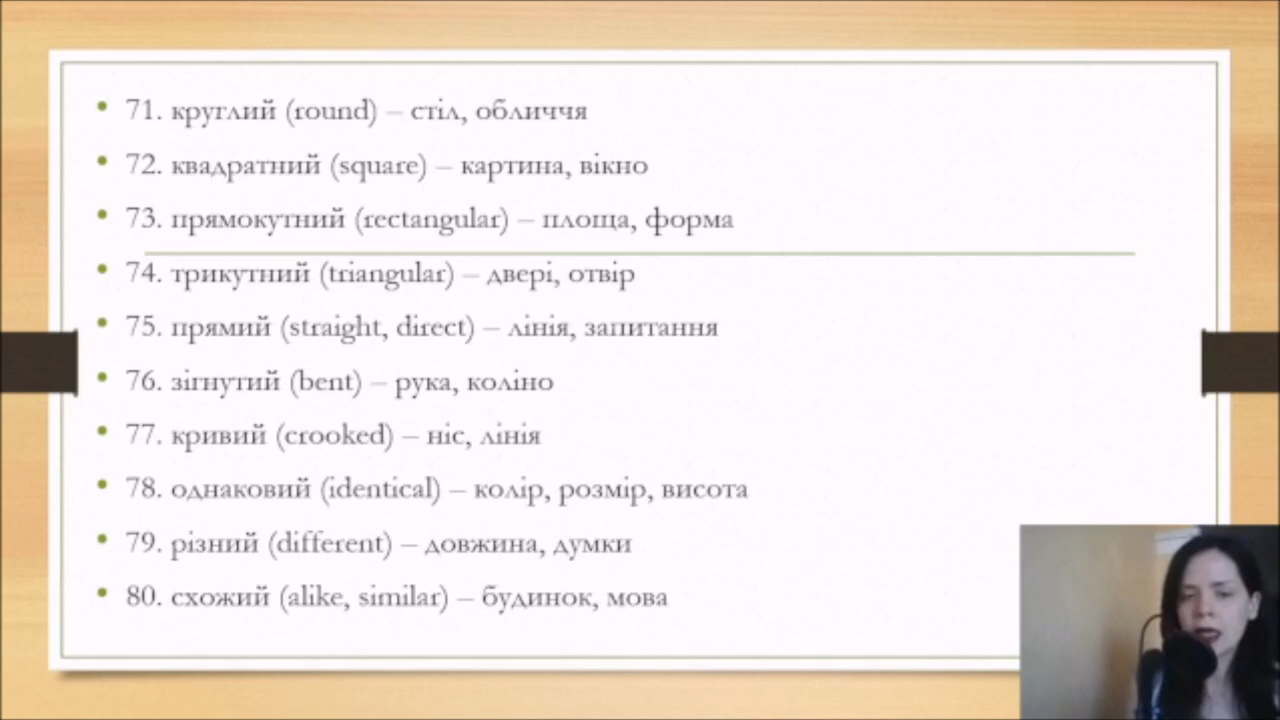 • 71. круглий (round) – стіл, обличчя
• 72. квадратний (square) – картина, вікно
• 73. прямокутний (rectangular) – площа, форма
• 74. трикутний (triangular) – двері, отвір
• 75. прямий (straight, direct) – лінія, запитання
• 76. зігнутий (bent) – рука, коліно
• 77. кривий (crooked) – ніс, лінія
• 78. однаковий (identical) – колір, розмір, висота
• 79. різний (different) – довжина, думки
• 80. схожий (alike, similar) – будинок, мова